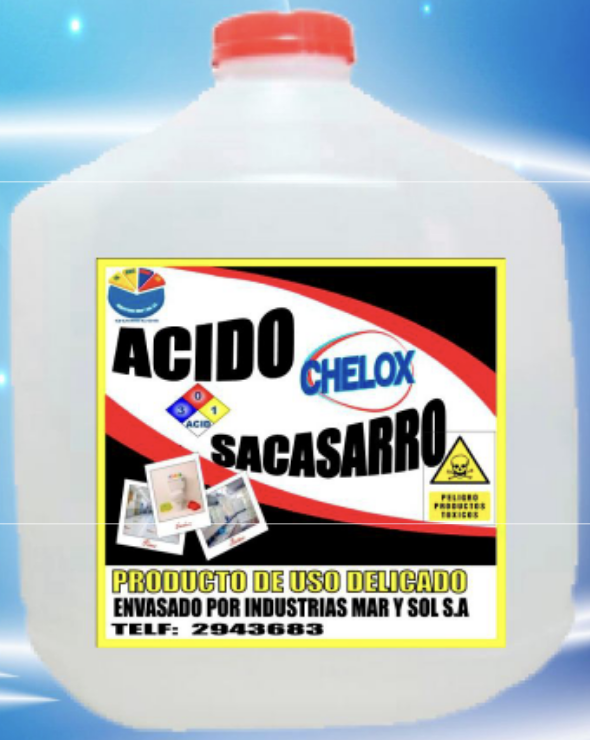 ACIDO
CHELOX
0
3 1
ACID
SACASARRO
PELIGRO
PRODUCTOS
TOXICOS
PRODUCTO DE USO DELICADO
ENVASADO POR INDUSTRIAS MAR Y SOL S.A
TELF: 2943683